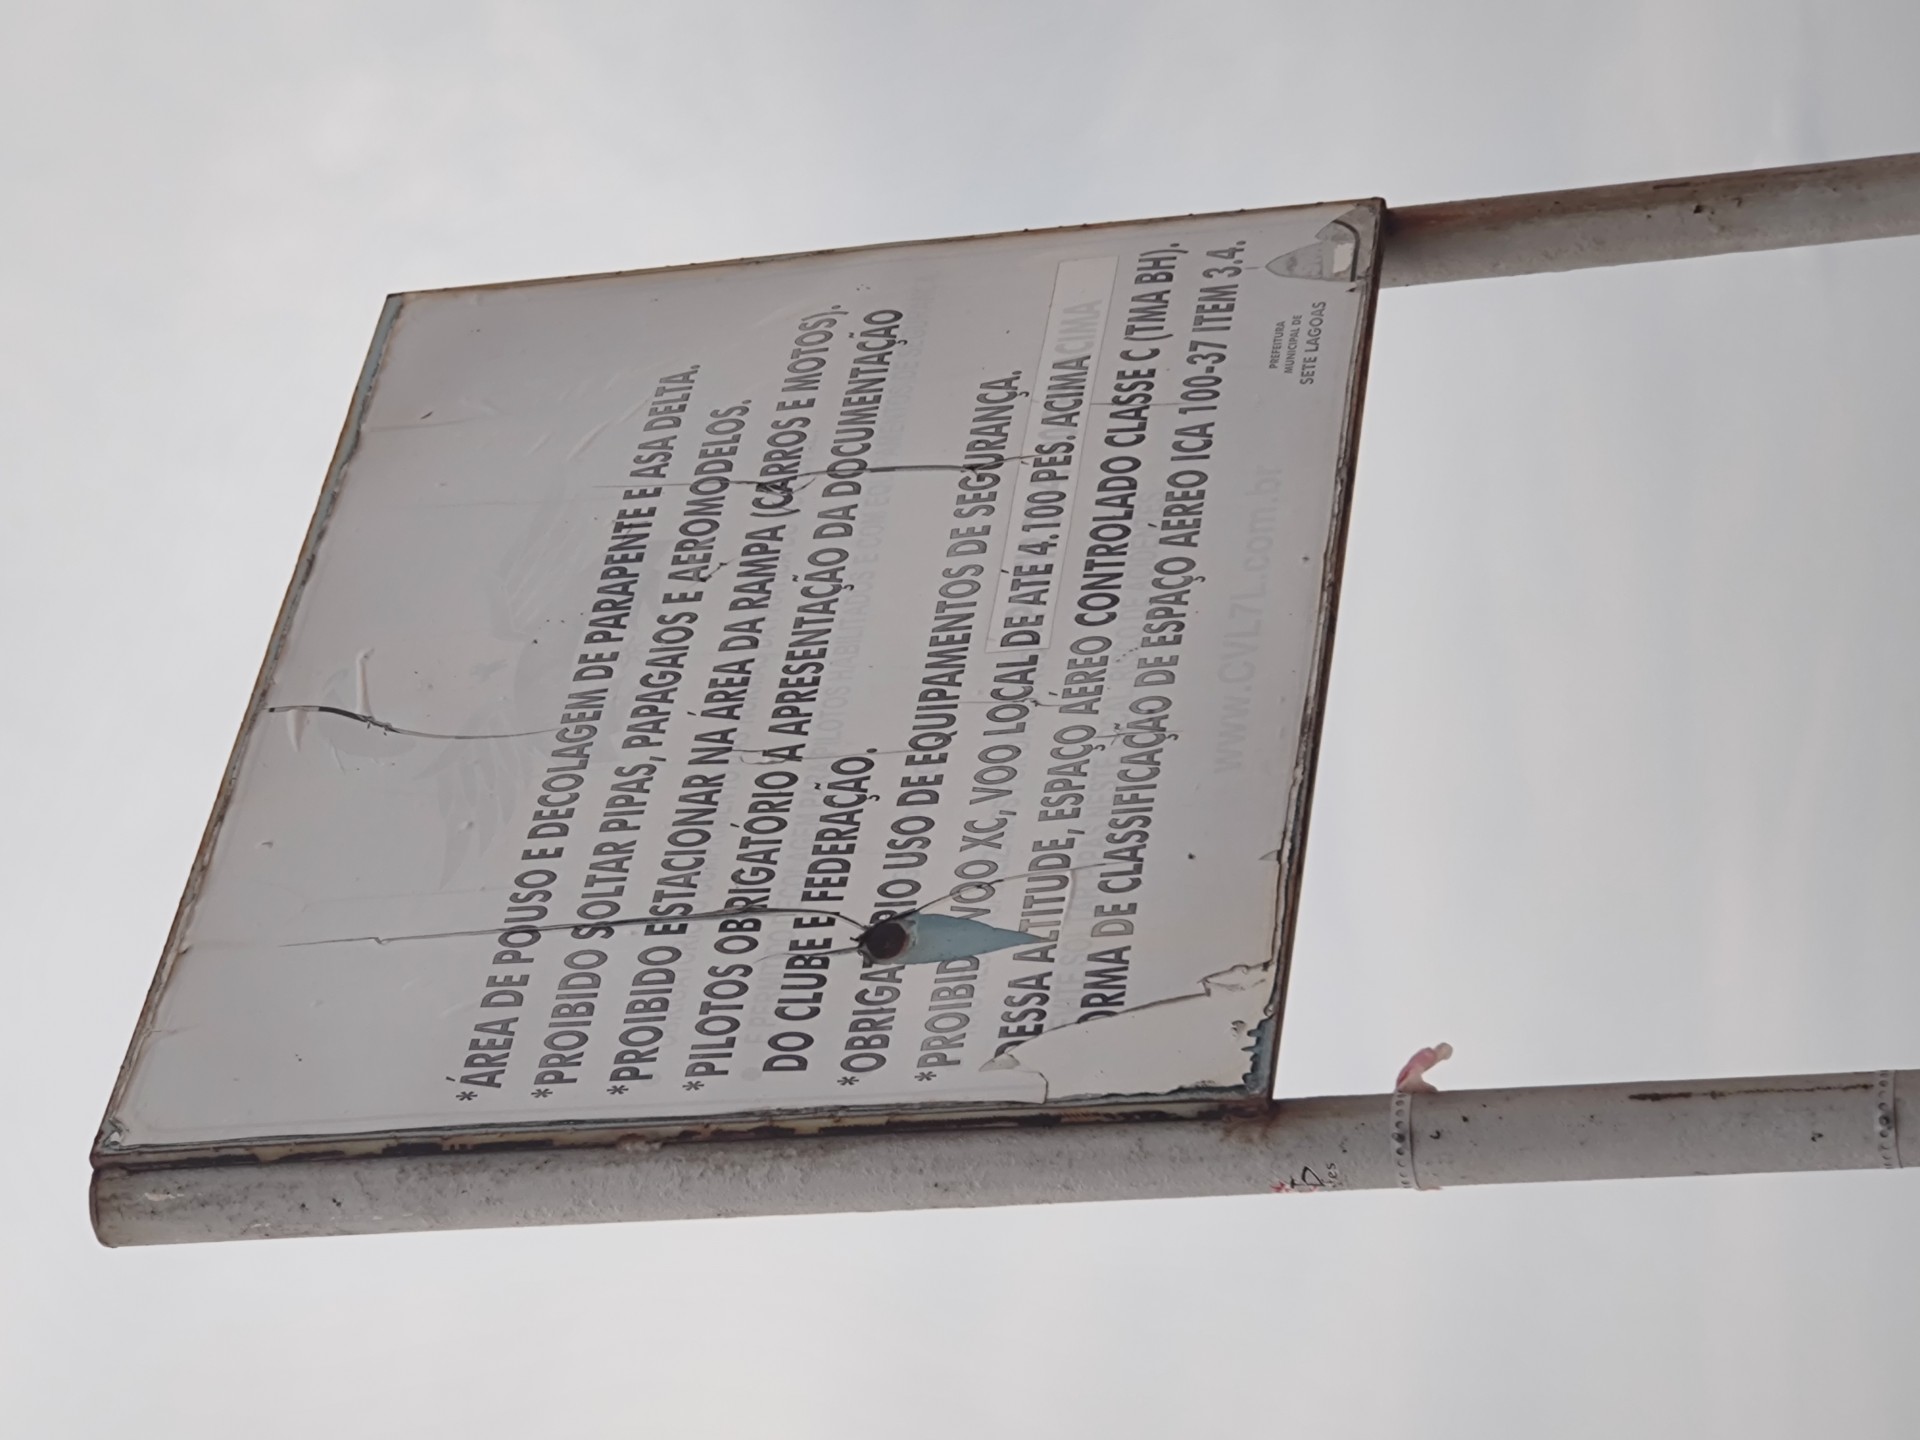 *ÁREA DE POUSO E DECOLAGEM DE PARAPENTE E ASA DELTA.
*PROIBIDO SOLTAR PIPAS, PAPAGAIOS E AEROMODELOS.
*PROIBIDO ESTACIONAR NA ÁREA DA RAMPA (CARROS E MOTOS).
*PILOTOS OBRIGATÓRIO A APRESENTAÇÃO DA DOCUMENTAÇÃO
DO CLUBE E FEDERAÇÃO.
*OBRIGATÓRIO USO DE EQUIPAMENTOS DE SEGURANÇA.
*PROIBIDO VOO XC, VOO LOCAL DE ATÉ 4.100 PÉS. ACIMA CIMA
DESSA ALTITUDE, ESPAÇO AÉREO CONTROLADO CLASSE C (TMA BH).
ORMA DE CLASSIFICAÇÃO DE ESPAÇO AÉREO ICA 100-37 ITEM 3.4.
www.CVL7L.com.br
PREFEITURA
MUNICIPAL DE
SETE LAGOAS